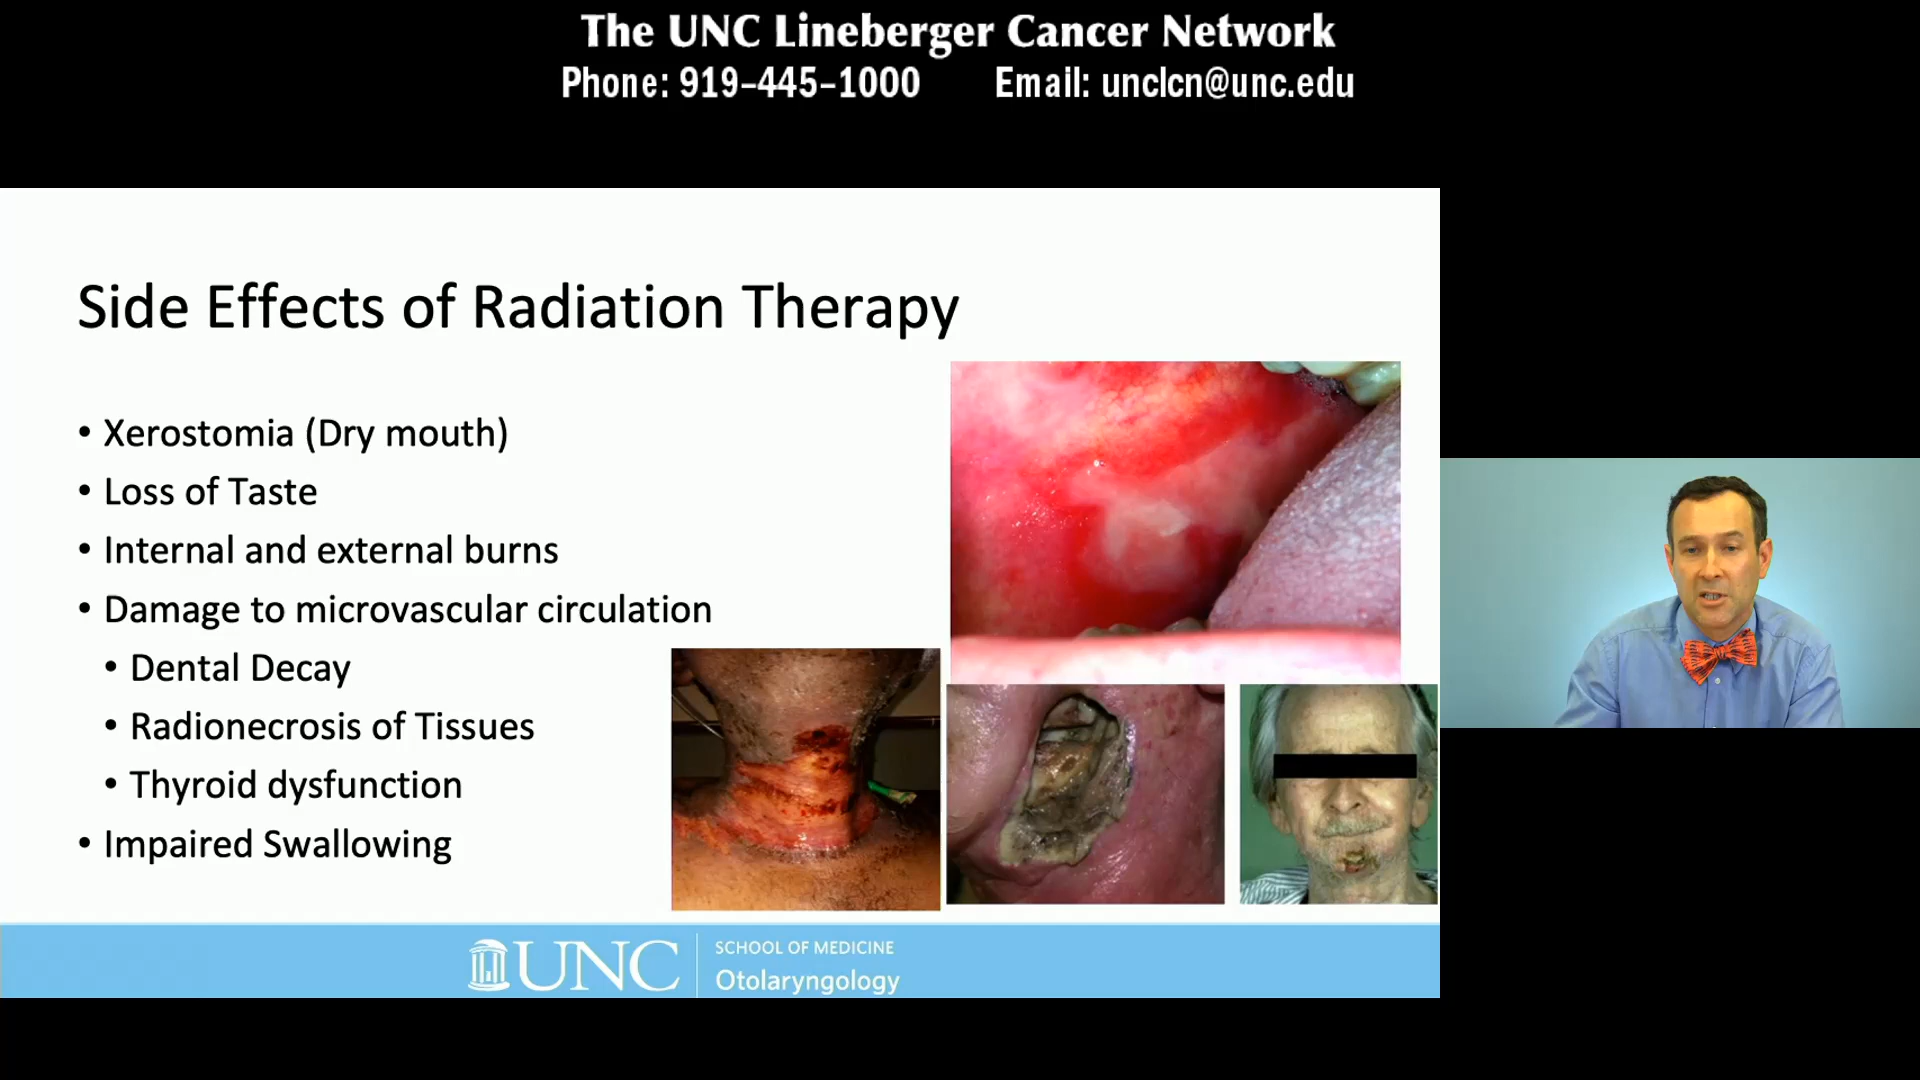 The UNC Lineberger Cancer Network
Phone: 919-445-1000 Email: unclcn@unc.edu
Side Effects of Radiation Therapy
• Xerostomia (Dry mouth)
• Loss of Taste
• Internal and external burns
• Damage to microvascular circulation
• Dental Decay
• Radionecrosis of Tissues
• Thyroid dysfunction
• Impaired Swallowing
UNC
SCHOOL OF MEDICINE
Otolaryngology